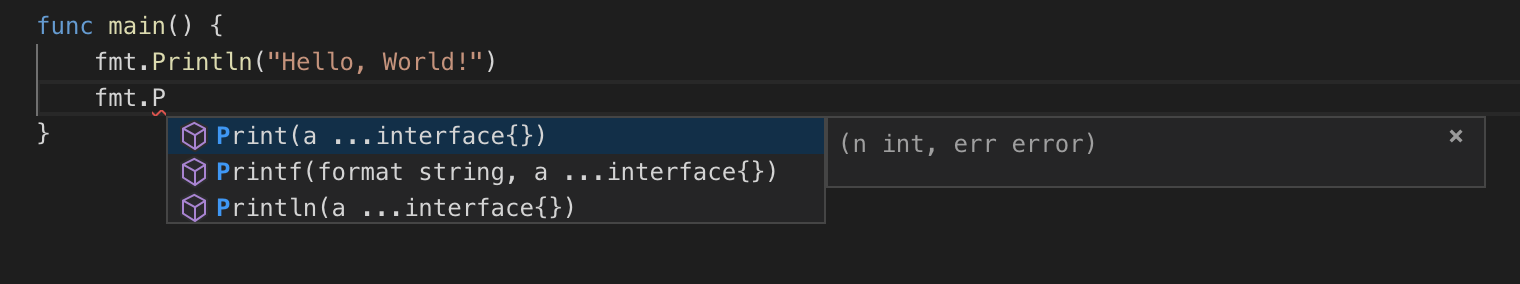 func main() {
    fmt.Println("Hello, World!")
    fmt.P
}
Print(a ...interface{})
Printf(format string, a ...interface{})
Println(a ...interface{})
(n int, err error) ×